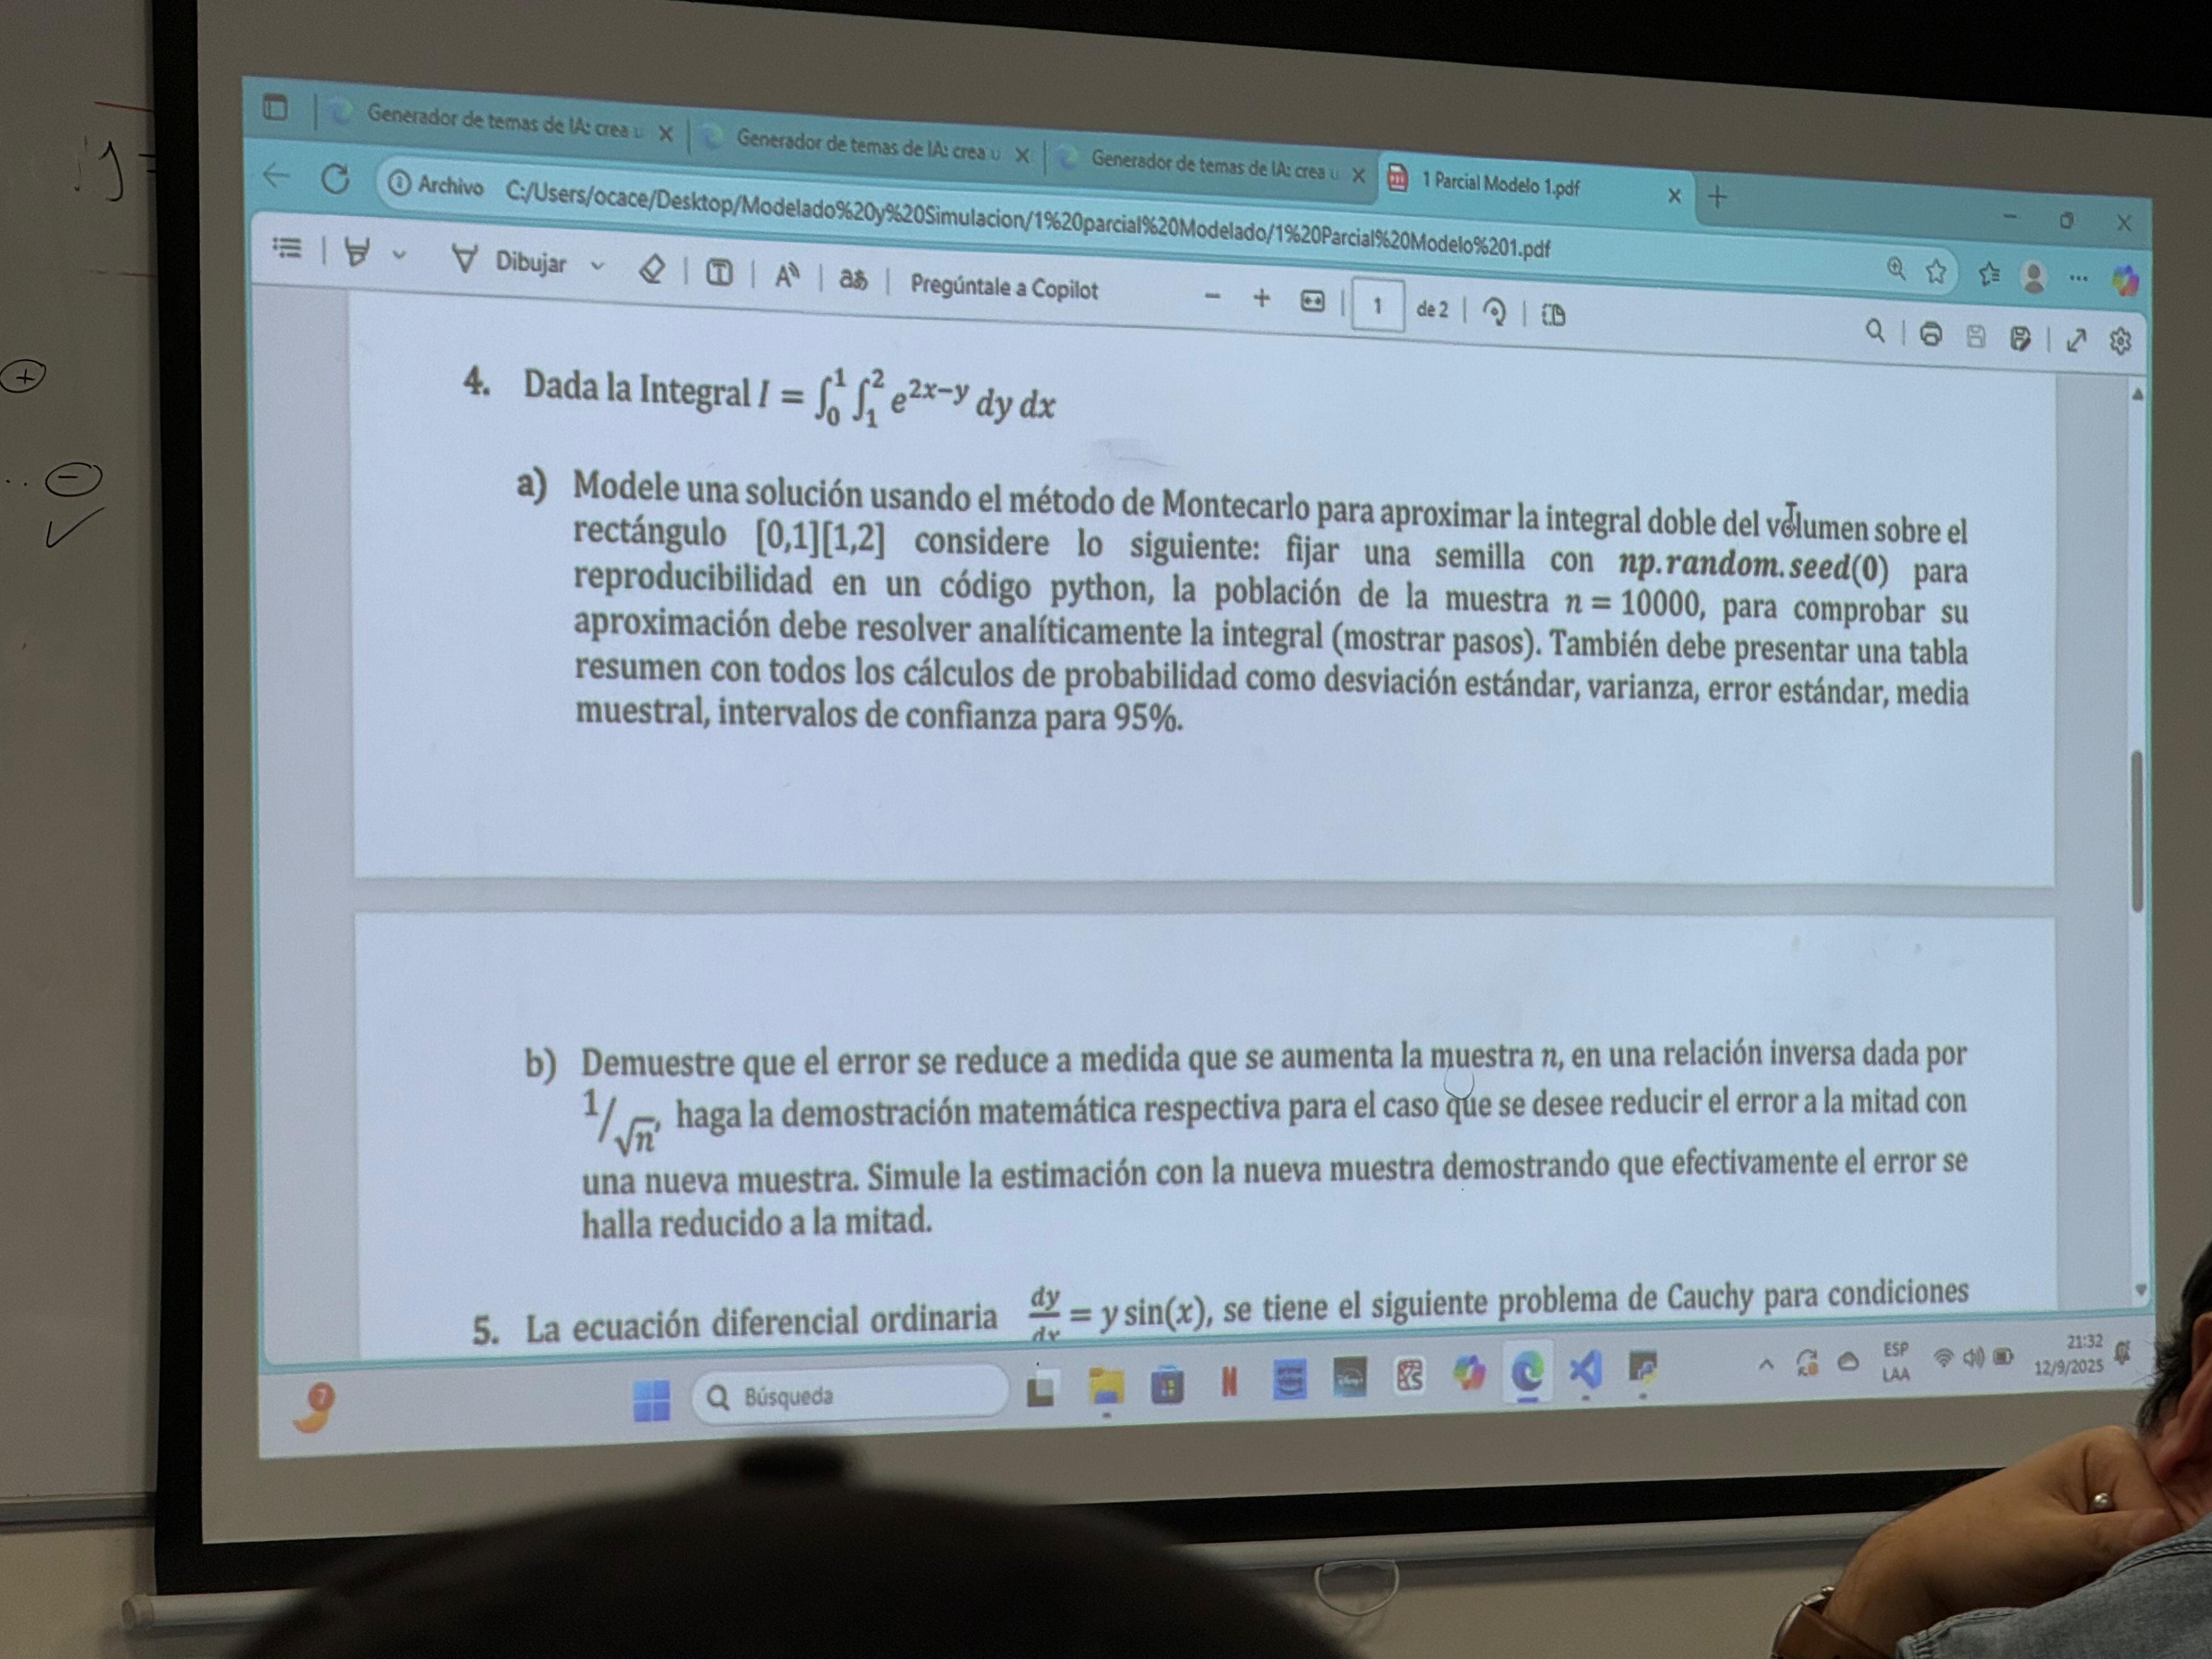 Generador de temas de IA: crea u
Generador de temas de IA: crea u
Generador de temas de IA: crea u
1 Parcial Modelo 1.pdf
Archivo C:/Users/ocace/Desktop/Modelado%20y%20Simulacion/1%20parcial%20Modelado/1%20Parcial%20Modelo%201.pdf
Dibujar
Pregúntale a Copilot
1 de 2
4. Dada la Integral I = ∫₀¹ ∫₁² e^{2x−y} dy dx
a) Modele una solución usando el método de Montecarlo para aproximar la integral doble del volumen sobre el
rectángulo [0,1][1,2] considere lo siguiente: fijar una semilla con np.random.seed(0) para
reproducibilidad en un código python, la población de la muestra n = 10000, para comprobar su
aproximación debe resolver analíticamente la integral (mostrar pasos). También debe presentar una tabla
resumen con todos los cálculos de probabilidad como desviación estándar, varianza, error estándar, media
muestral, intervalos de confianza para 95%.
b) Demuestre que el error se reduce a medida que se aumenta la muestra n, en una relación inversa dada por
1/√n, haga la demostración matemática respectiva para el caso que se desee reducir el error a la mitad con
una nueva muestra. Simule la estimación con la nueva muestra demostrando que efectivamente el error se
halla reducido a la mitad.
5. La ecuación diferencial ordinaria dy/dx = y sin(x), se tiene el siguiente problema de Cauchy para condiciones
Búsqueda
ESP
LAA
21:32
12/9/2025